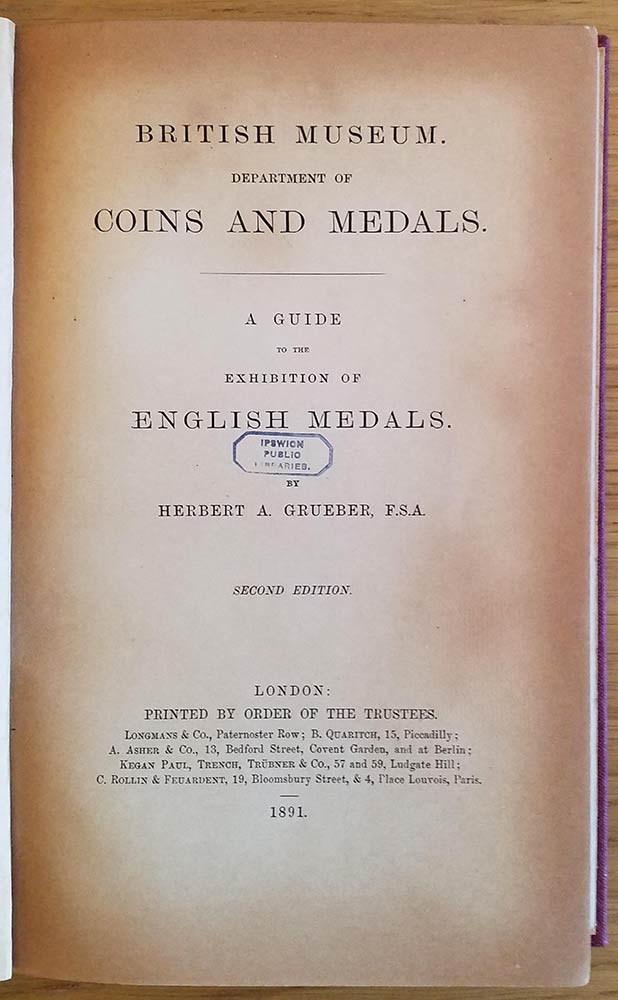 BRITISH MUSEUM.
DEPARTMENT OF
COINS AND MEDALS.
A GUIDE
TO THE
EXHIBITION OF
ENGLISH MEDALS.
IPSWICH
PUBLIC
LIBRARIES.
BY
HERBERT A. GRUEBER, F.S.A.
SECOND EDITION.
LONDON:
PRINTED BY ORDER OF THE TRUSTEES.
LONGMANS & CO., Paternoster Row; B. QUARITCH, 15, Piccadilly;
A. ASHER & CO., 13, Bedford Street, Covent Garden, and at Berlin;
KEGAN PAUL, TRENCH, TRÜBNER & CO., 57 and 59, Ludgate Hill;
C. ROLLIN & FEUARDENT, 19, Bloomsbury Street, & 4, Place Louvois, Paris.
1891.